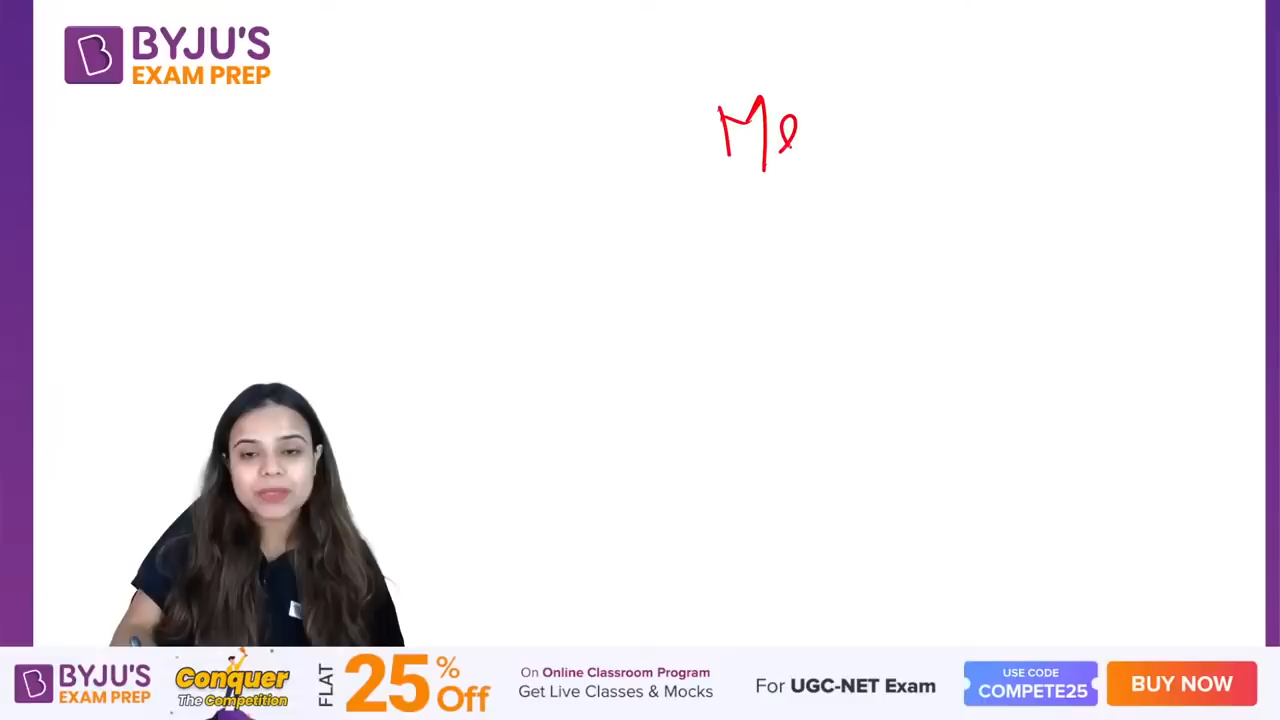 BYJU'S
EXAM PREP
Me
BYJU'S
EXAM PREP
Conquer
The Competition
FLAT
25% Off
On Online Classroom Program
Get Live Classes & Mocks
For UGC-NET Exam
USE CODE
COMPETE25
BUY NOW